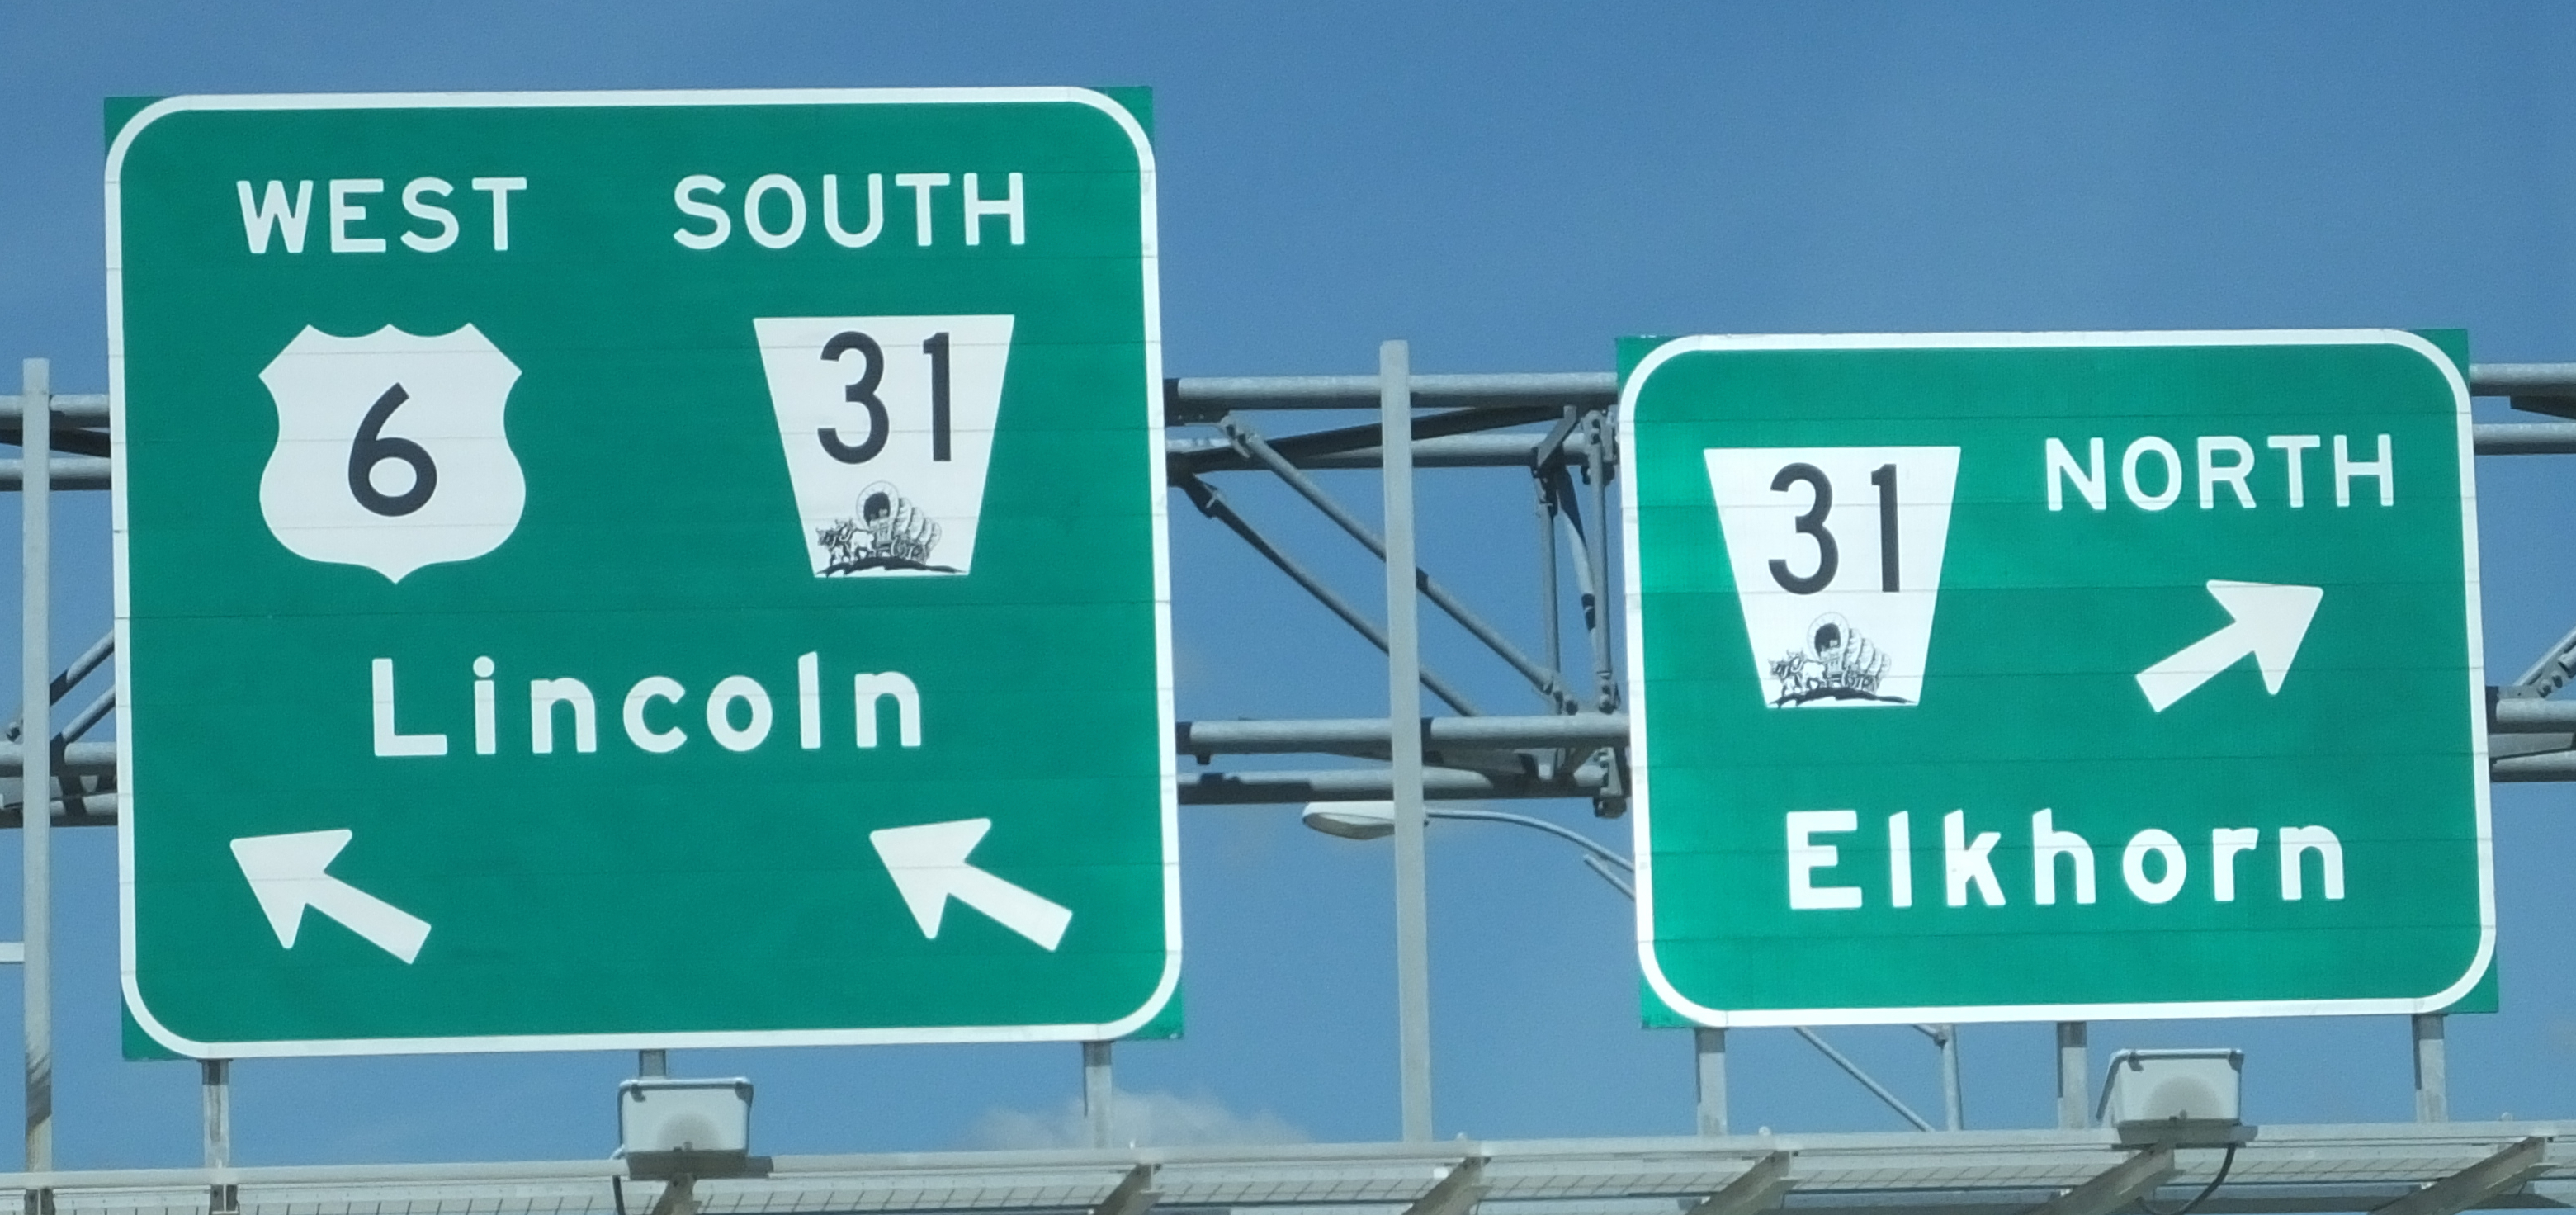 WEST SOUTH
6 31
Lincoln
31 NORTH
Elkhorn